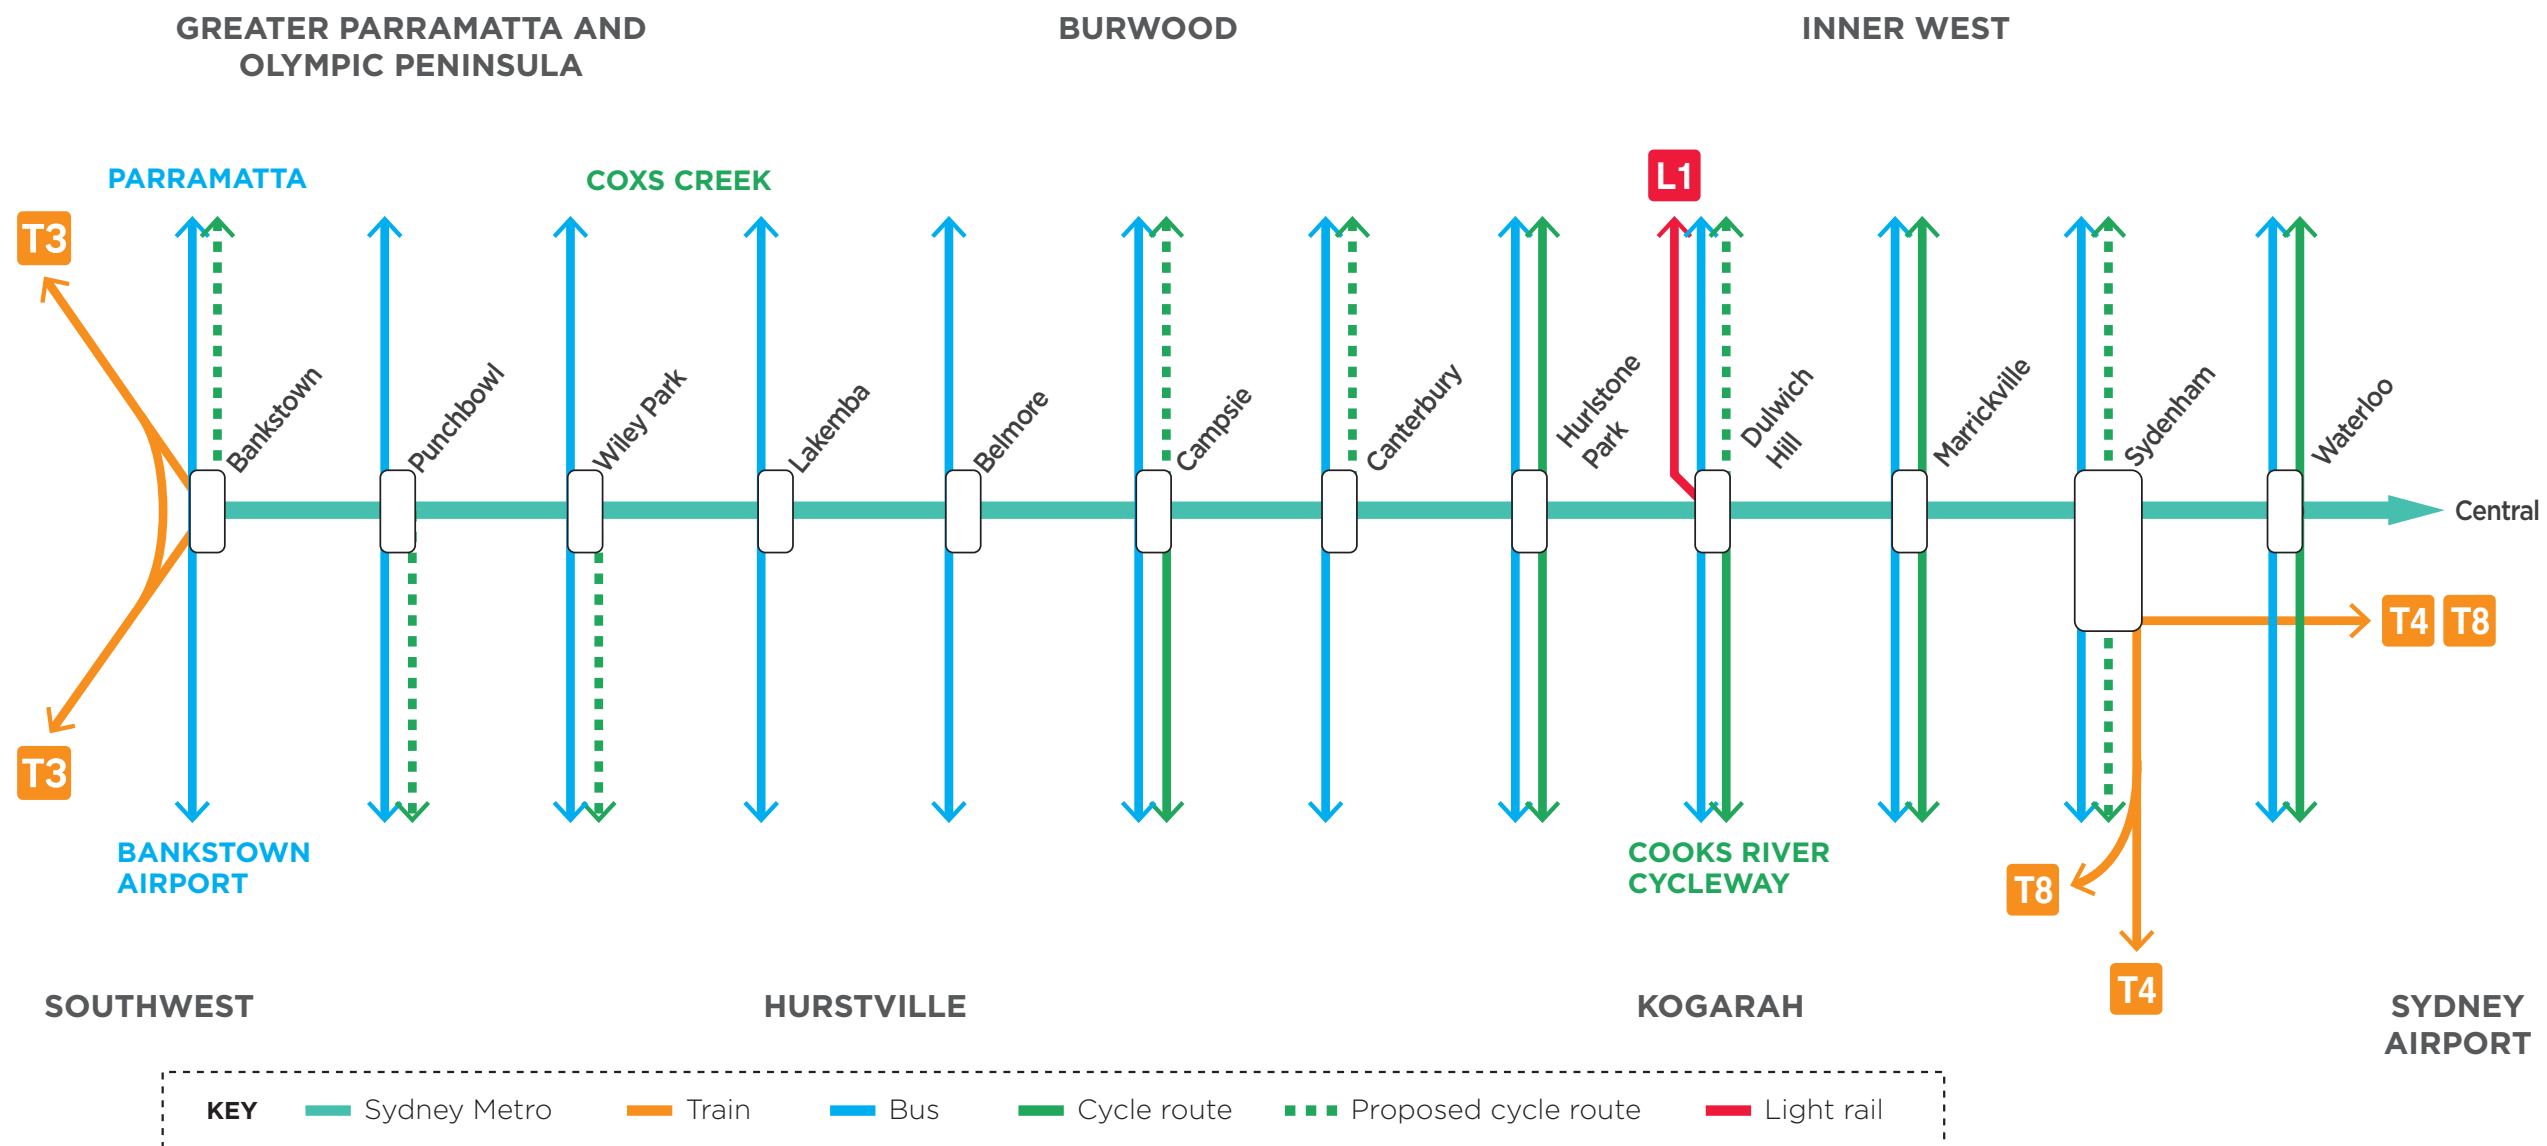 GREATER PARRAMATTA AND
OLYMPIC PENINSULA
BURWOOD
INNER WEST
PARRAMATTA
COXS CREEK
L1
T3
Bankstown
Punchbowl
Wiley Park
Lakemba
Belmore
Campsie
Canterbury
Hurlstone
Park
Dulwich
Hill
Marrickville
Sydenham
Waterloo
Central
T4 T8
T3
BANKSTOWN
AIRPORT
COOKS RIVER
CYCLEWAY
T8
T4
SOUTHWEST
HURSTVILLE
KOGARAH
SYDNEY
AIRPORT
KEY Sydney Metro Train Bus Cycle route Proposed cycle route Light rail